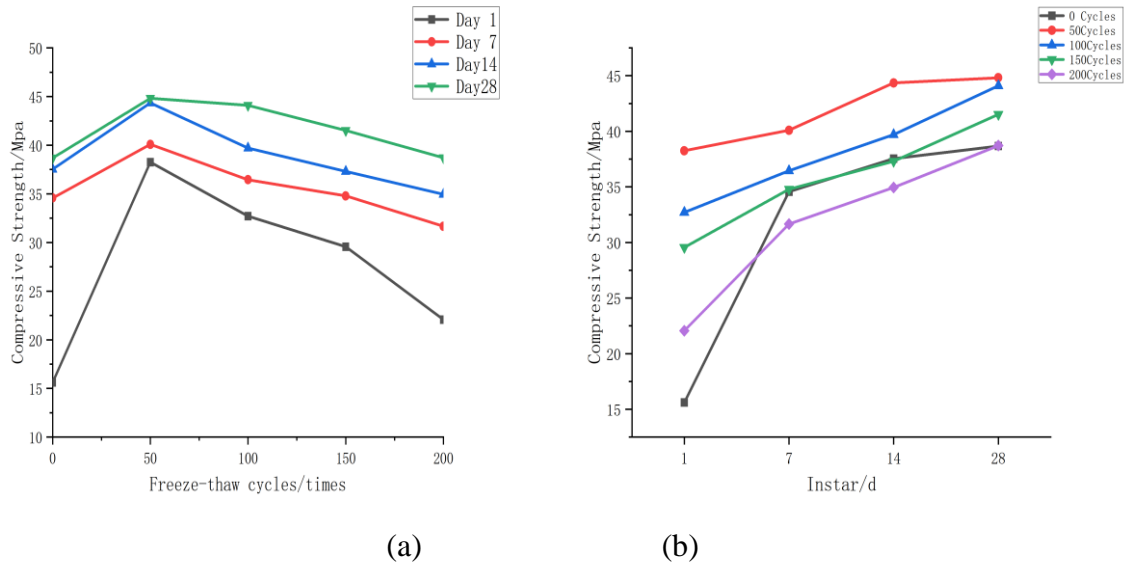 Day 1
Day 7
Day14
Day28
50
45
40
35
30
25
20
15
10
Compressive Strength/Mpa
0
50
100
150
200
Freeze-thaw cycles/times
(a)
0 Cycles
50Cycles
100Cycles
150Cycles
200Cycles
45
40
35
30
25
20
15
Compressive Strength/Mpa
1
7
14
28
Instar/d
(b)